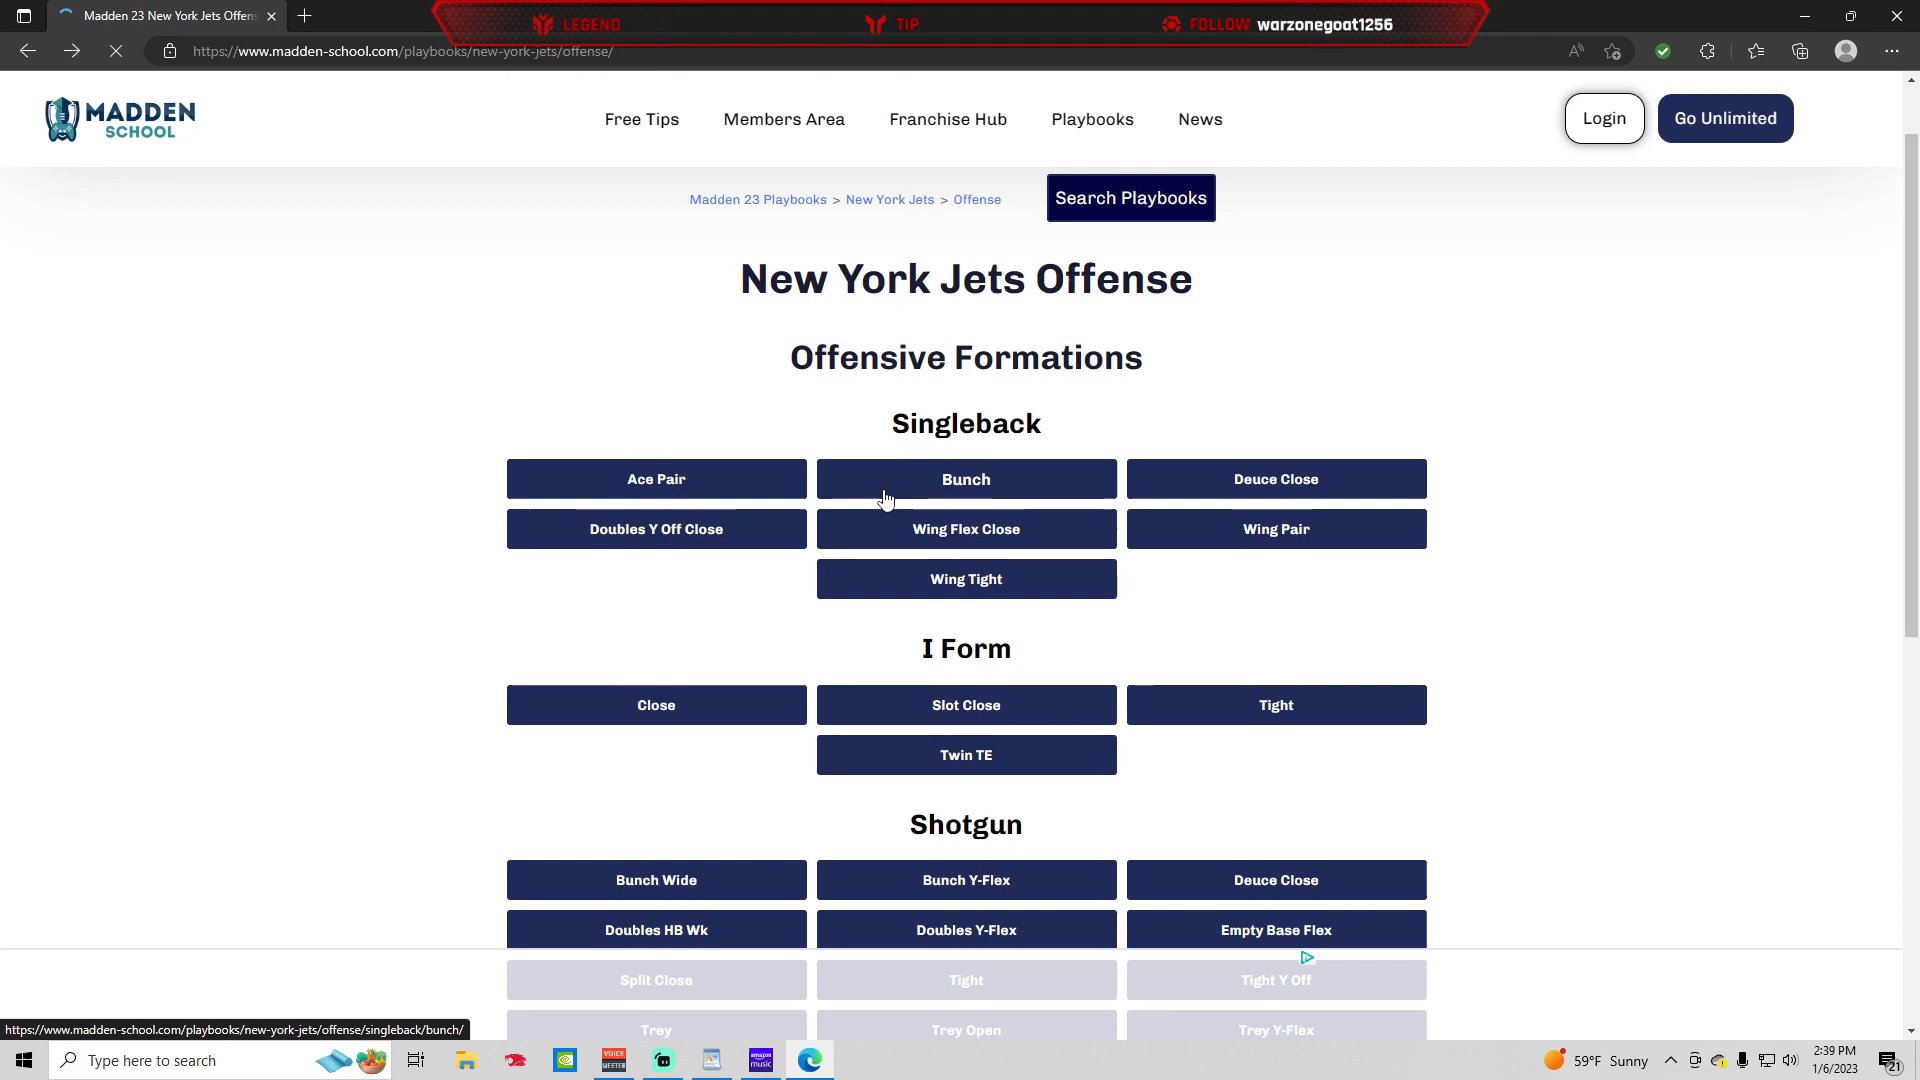 Madden 23 New York Jets Offens
LEGEND
TIP
FOLLOW warzonegoat1256
https://www.madden-school.com/playbooks/new-york-jets/offense/
MADDEN
SCHOOL
Free Tips
Members Area
Franchise Hub
Playbooks
News
Login
Go Unlimited
Madden 23 Playbooks > New York Jets > Offense
Search Playbooks
New York Jets Offense
Offensive Formations
Singleback
Ace Pair
Bunch
Deuce Close
Doubles Y Off Close
Wing Flex Close
Wing Pair
Wing Tight
I Form
Close
Slot Close
Tight
Twin TE
Shotgun
Bunch Wide
Bunch Y-Flex
Deuce Close
Doubles HB Wk
Doubles Y-Flex
Empty Base Flex
Split Close
Tight
Tight Y Off
Trey
Trey Open
Trey Y-Flex
https://www.madden-school.com/playbooks/new-york-jets/offense/singleback/bunch/
Type here to search
VOICE
MEETER
amazon
music
59°F Sunny
2:39 PM
1/6/2023
21